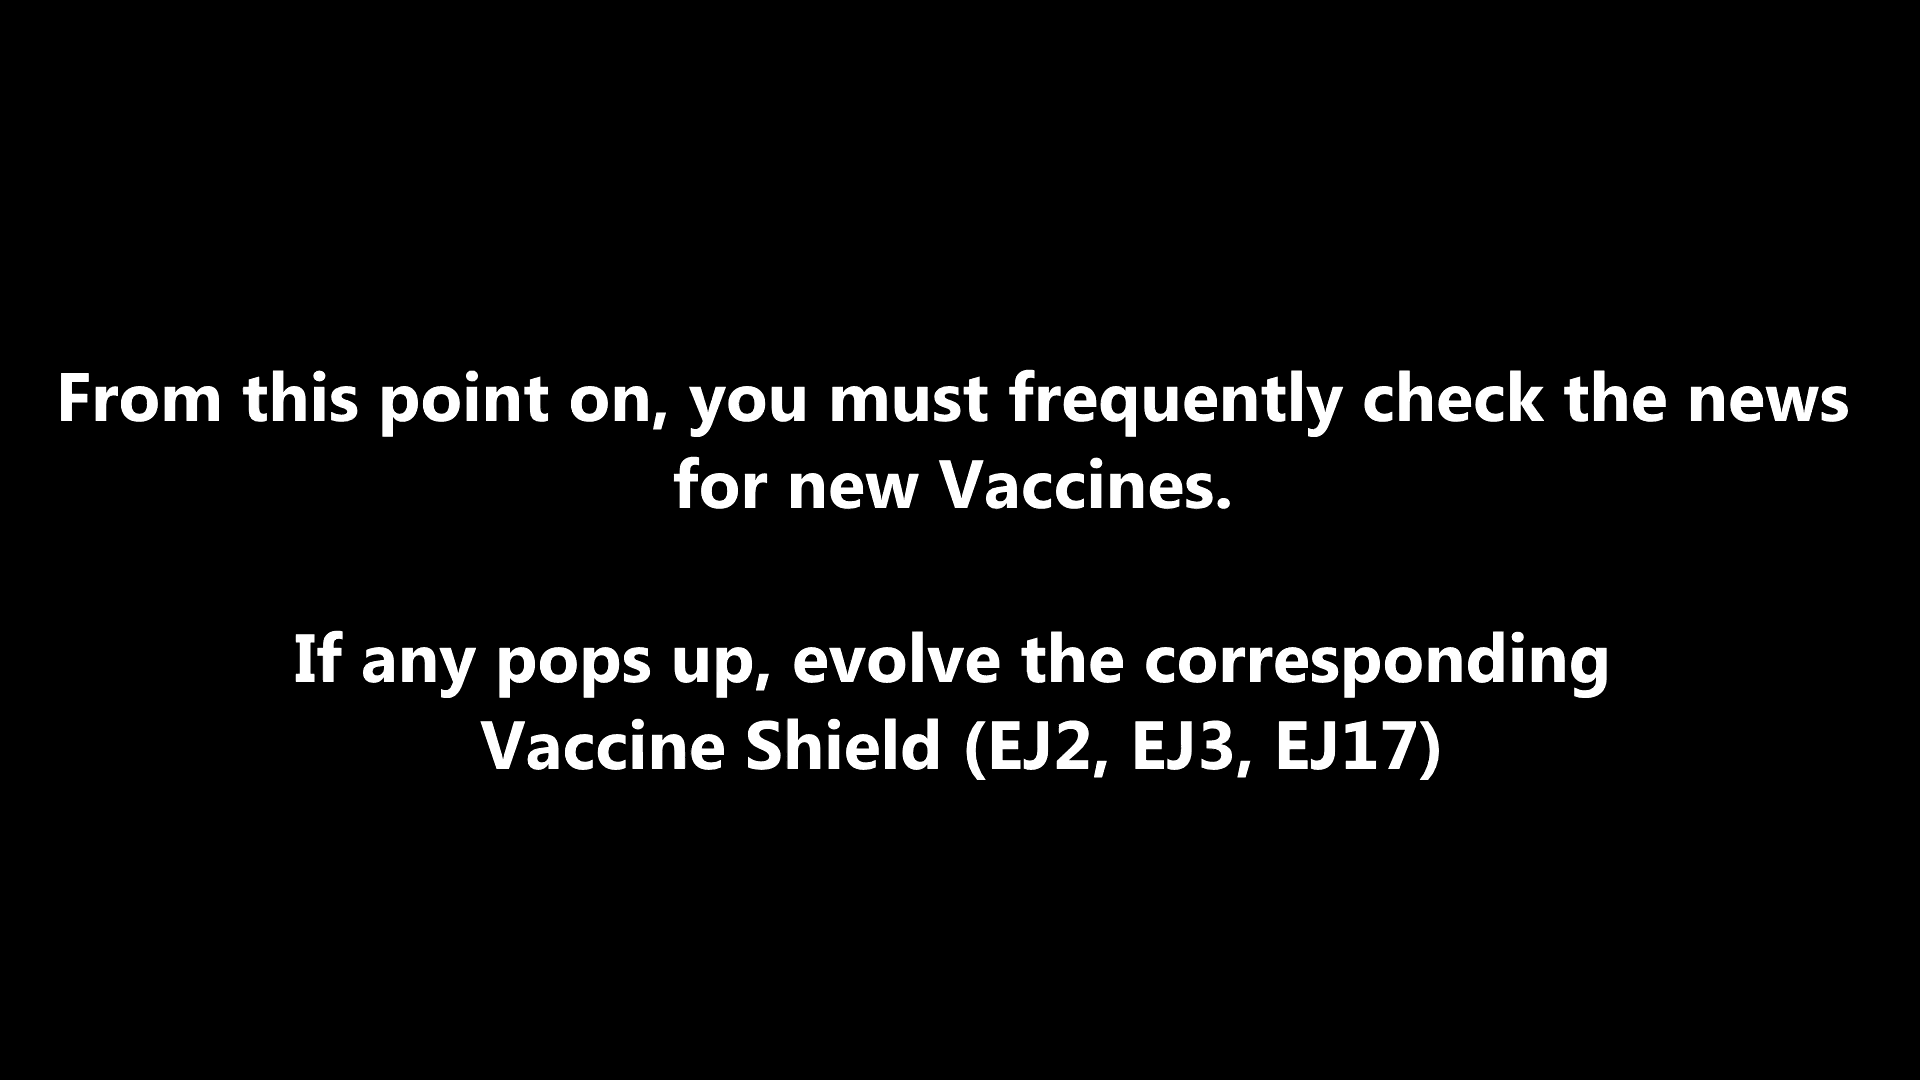 From this point on, you must frequently check the news
for new Vaccines.
If any pops up, evolve the corresponding
Vaccine Shield (EJ2, EJ3, EJ17)